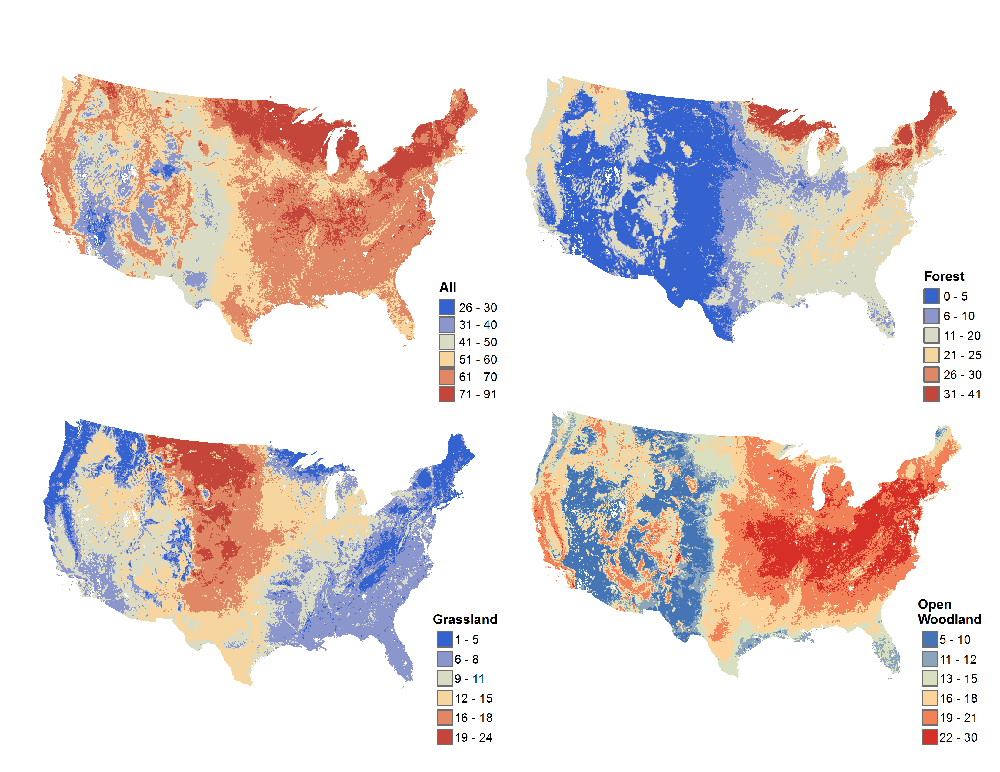 All
26 - 30
31 - 40
41 - 50
51 - 60
61 - 70
71 - 91
Forest
0 - 5
6 - 10
11 - 20
21 - 25
26 - 30
31 - 41
Grassland
1 - 5
6 - 8
9 - 11
12 - 15
16 - 18
19 - 24
Open
Woodland
5 - 10
11 - 12
13 - 15
16 - 18
19 - 21
22 - 30